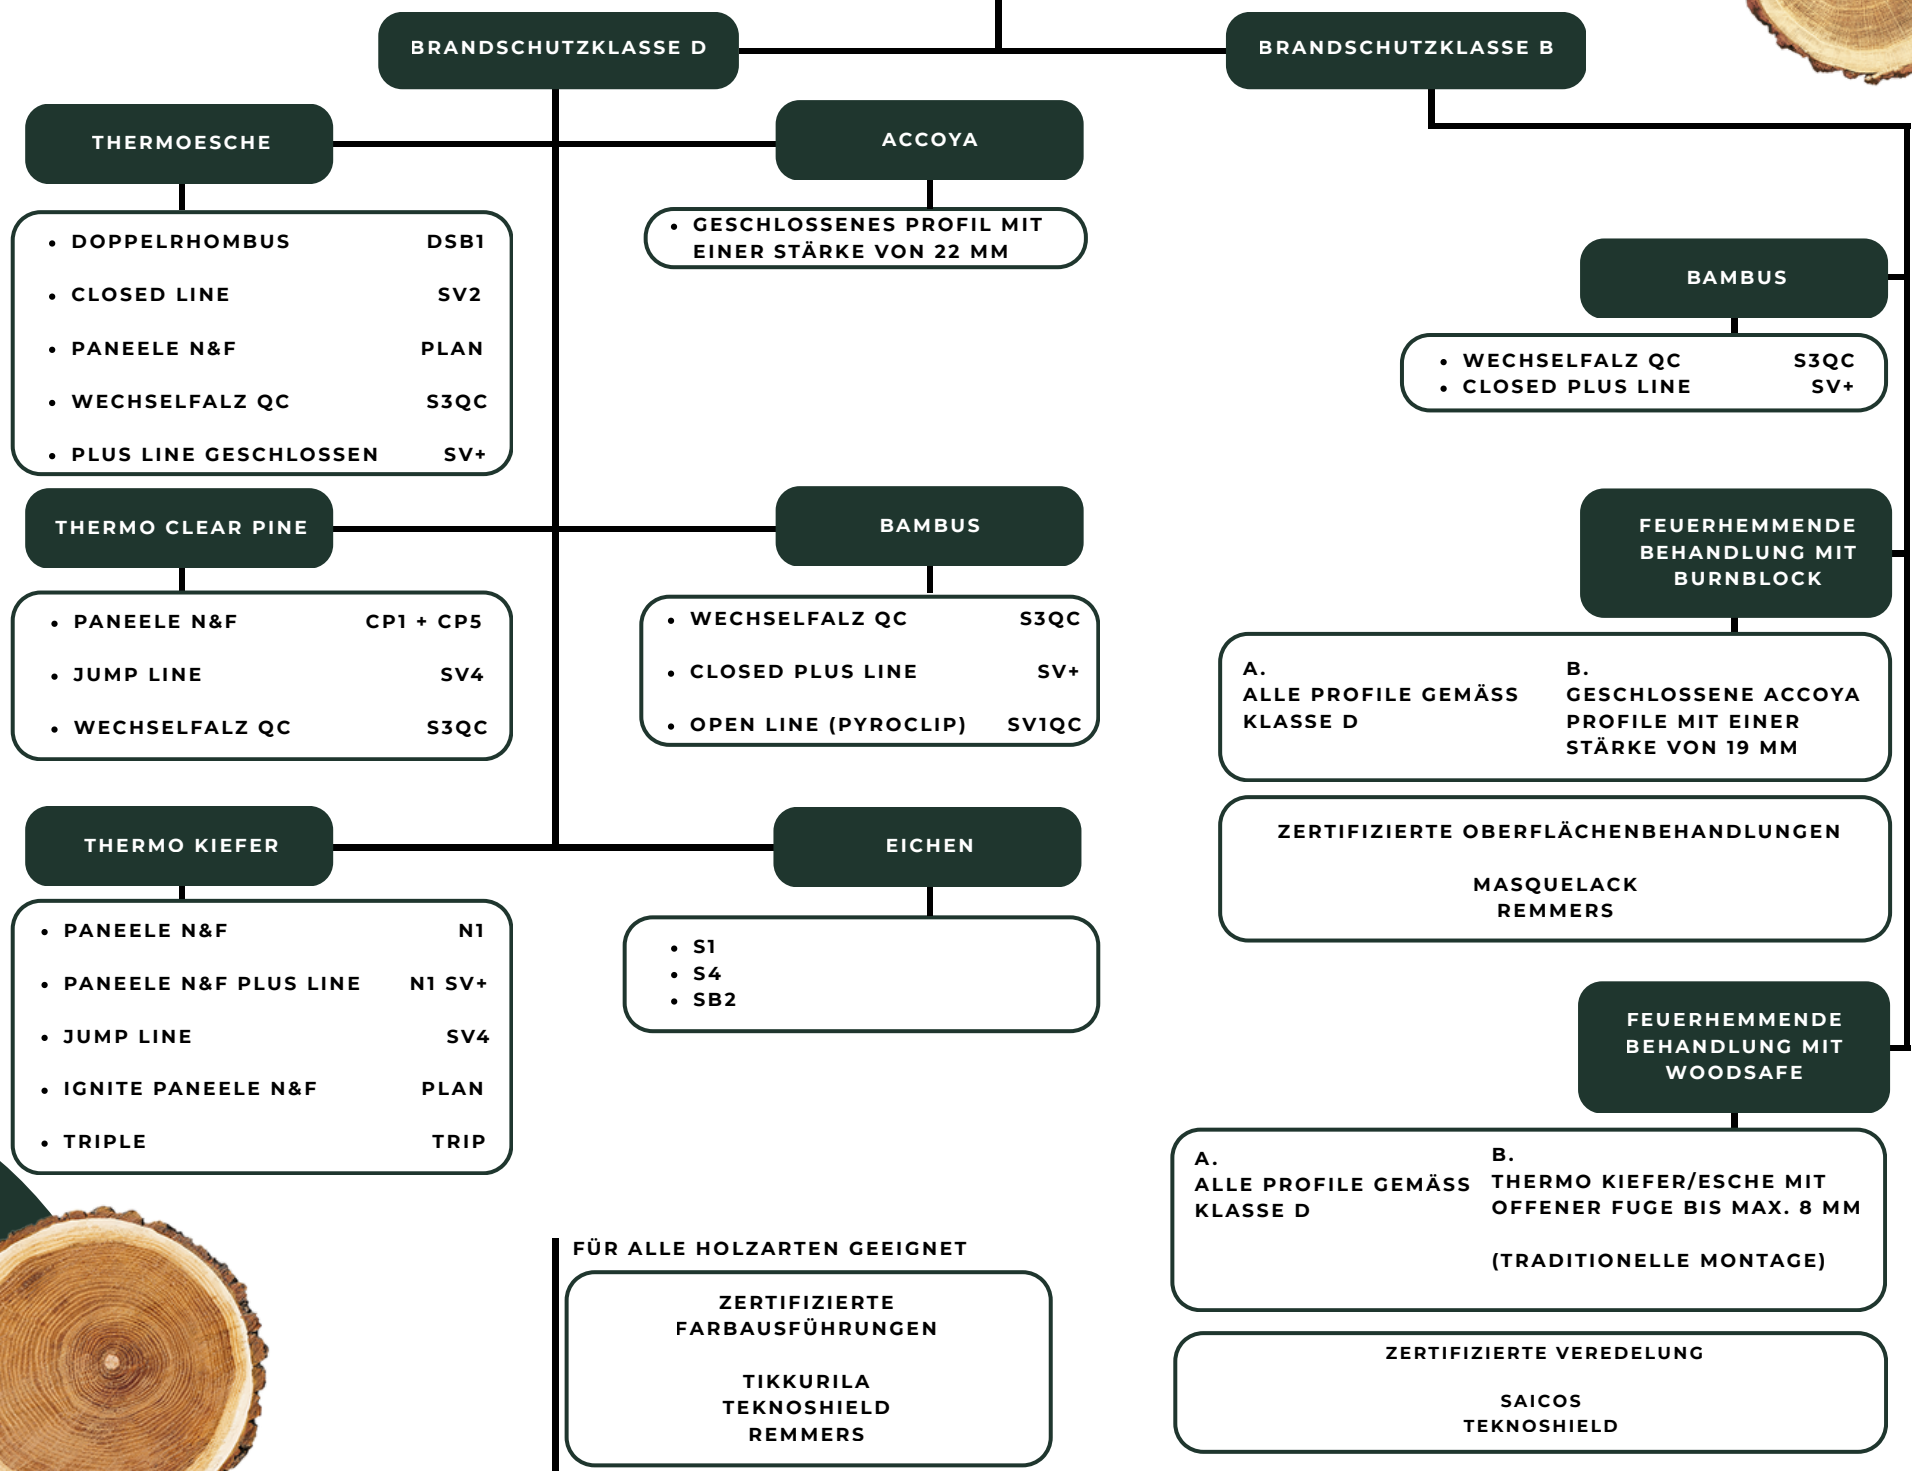 BRANDSCHUTZKLASSE D
BRANDSCHUTZKLASSE B
THERMOESCHE
• DOPPELRHOMBUS DSB1
• CLOSED LINE SV2
• PANEELE N&F PLAN
• WECHSELFALZ QC S3QC
• PLUS LINE GESCHLOSSEN SV+
ACCOYA
• GESCHLOSSENES PROFIL MIT
EINER STÄRKE VON 22 MM
THERMO CLEAR PINE
• PANEELE N&F CP1 + CP5
• JUMP LINE SV4
• WECHSELFALZ QC S3QC
BAMBUS
• WECHSELFALZ QC S3QC
• CLOSED PLUS LINE SV+
• OPEN LINE (PYROCLIP) SV1QC
THERMO KIEFER
• PANEELE N&F N1
• PANEELE N&F PLUS LINE N1 SV+
• JUMP LINE SV4
• IGNITE PANEELE N&F PLAN
• TRIPLE TRIP
EICHEN
• S1
• S4
• SB2
FÜR ALLE HOLZARTEN GEEIGNET
ZERTIFIZIERTE
FARBAUSFÜHRUNGEN
TIKKURILA
TEKNOSHIELD
REMMERS
BAMBUS
• WECHSELFALZ QC S3QC
• CLOSED PLUS LINE SV+
FEUERHEMMENDE
BEHANDLUNG MIT
BURNBLOCK
A.
ALLE PROFILE GEMÄSS
KLASSE D
B.
GESCHLOSSENE ACCOYA
PROFILE MIT EINER
STÄRKE VON 19 MM
ZERTIFIZIERTE OBERFLÄCHENBEHANDLUNGEN
MASQUELACK
REMMERS
FEUERHEMMENDE
BEHANDLUNG MIT
WOODSAFE
A.
ALLE PROFILE GEMÄSS
KLASSE D
B.
THERMO KIEFER/ESCHE MIT
OFFENER FUGE BIS MAX. 8 MM
(TRADITIONELLE MONTAGE)
ZERTIFIZIERTE VEREDELUNG
SAICOS
TEKNOSHIELD